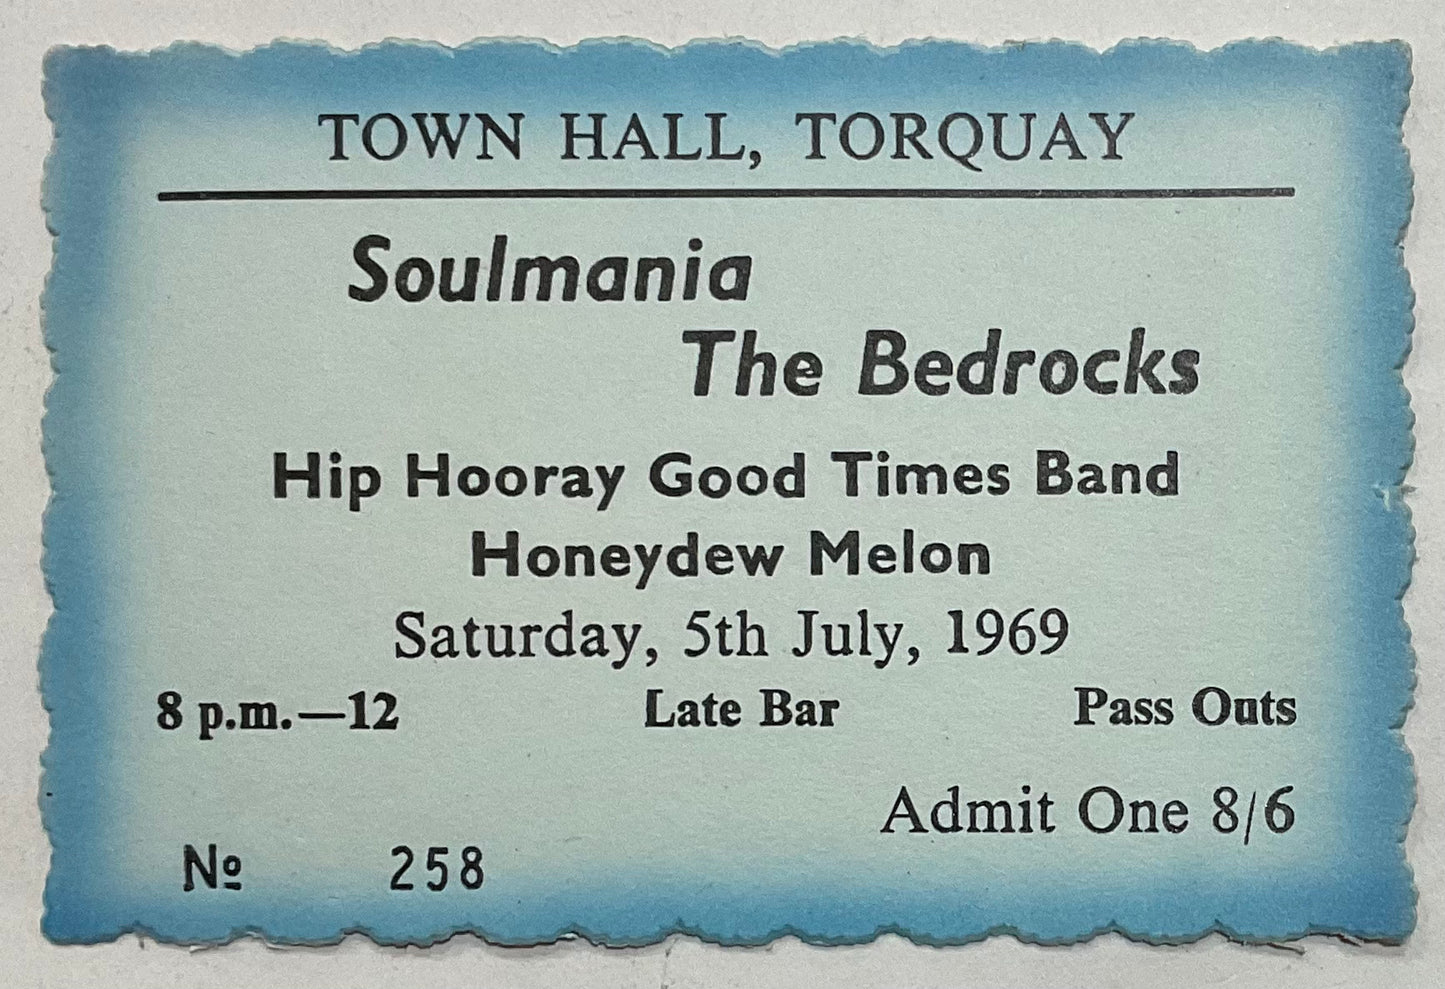 TOWN HALL, TORQUAY
Soulmania
The Bedrocks
Hip Hooray Good Times Band
Honeydew Melon
Saturday, 5th July, 1969
8 p.m.—12 Late Bar Pass Outs
Admit One 8/6
Nº 258